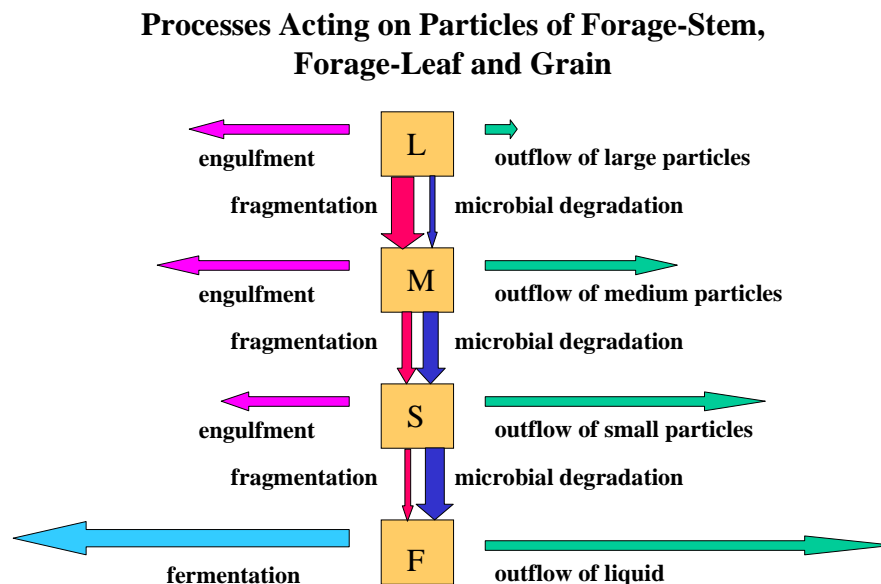 Processes Acting on Particles of Forage-Stem,
Forage-Leaf and Grain
L
engulfment
outflow of large particles
fragmentation
microbial degradation
M
engulfment
outflow of medium particles
fragmentation
microbial degradation
S
engulfment
outflow of small particles
fragmentation
microbial degradation
F
fermentation
outflow of liquid